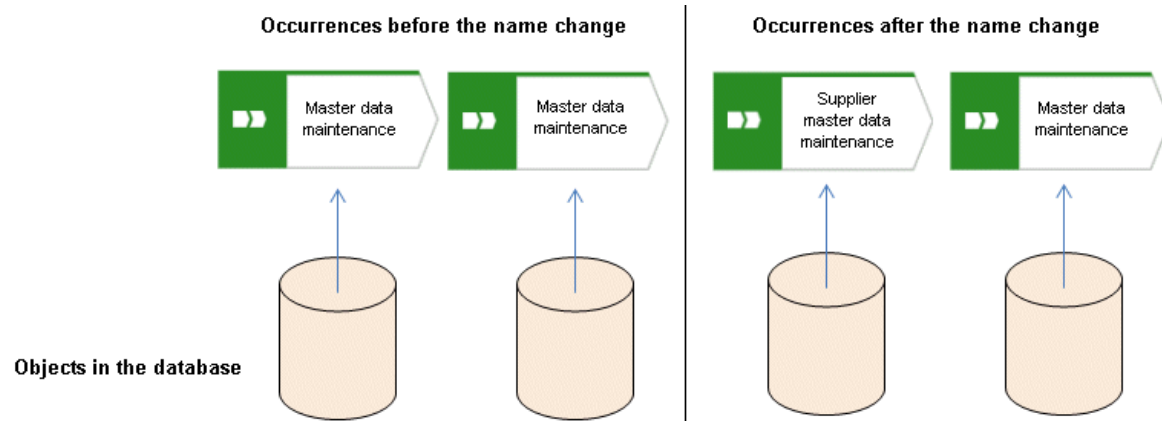 Occurrences before the name change
Occurrences after the name change
Master data
maintenance
Master data
maintenance
Supplier
master data
maintenance
Master data
maintenance
Objects in the database